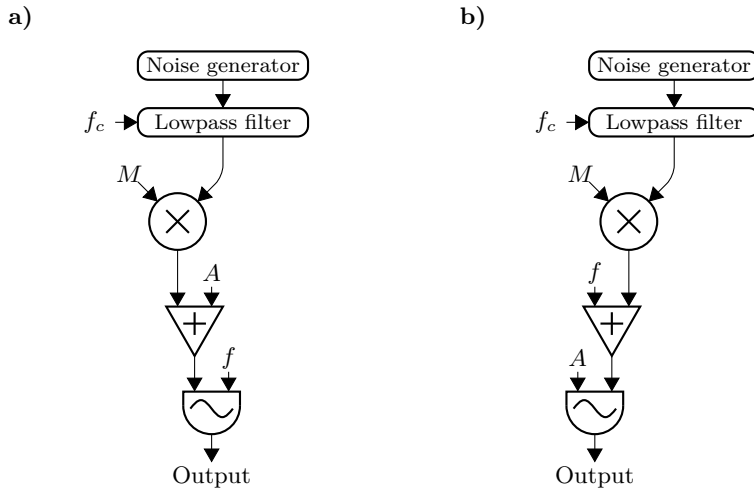 a)
Noise generator
f_c
Lowpass filter
M
A
f
Output
b)
Noise generator
f_c
Lowpass filter
M
f
A
Output